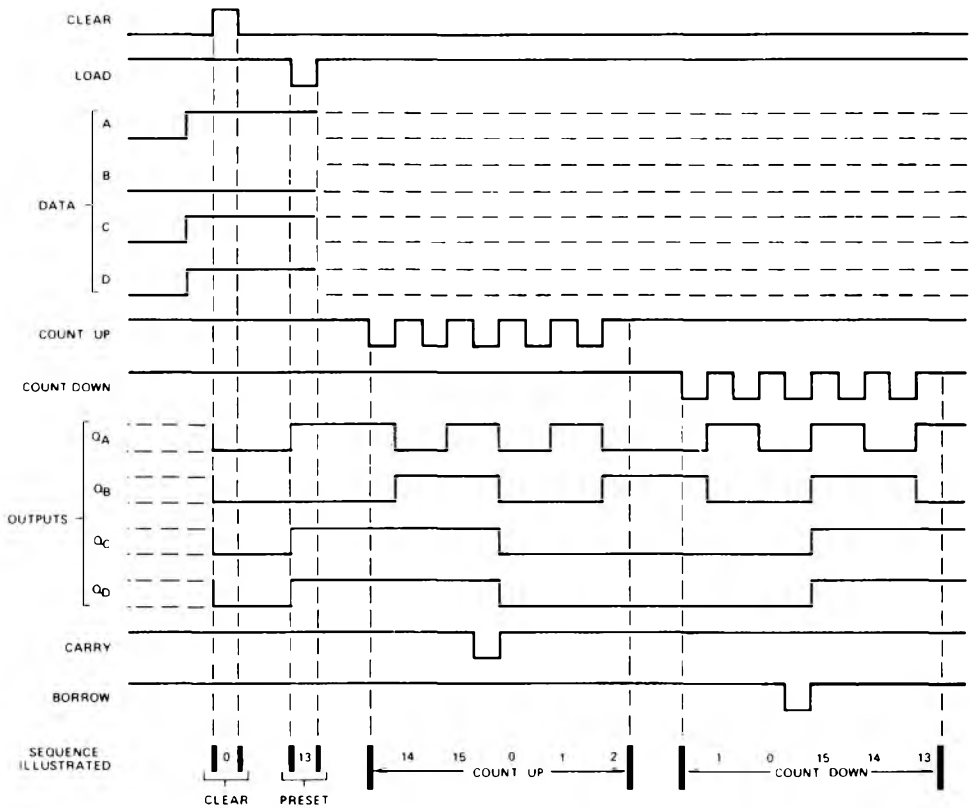 CLEAR
LOAD
A
B
DATA
C
D
COUNT UP
COUNT DOWN
QA
QB
OUTPUTS
QC
QD
CARRY
BORROW
SEQUENCE
ILLUSTRATED
0 13 14 15 0 1 2 1 0 15 14 13
COUNT UP COUNT DOWN
CLEAR PRESET